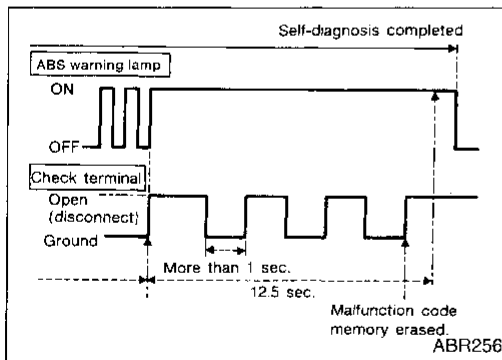 Self-diagnosis completed
ABS warning lamp
ON
OFF
Check terminal
Open
(disconnect)
Ground
More than 1 sec.
12.5 sec.
Malfunction code
memory erased.
ABR256